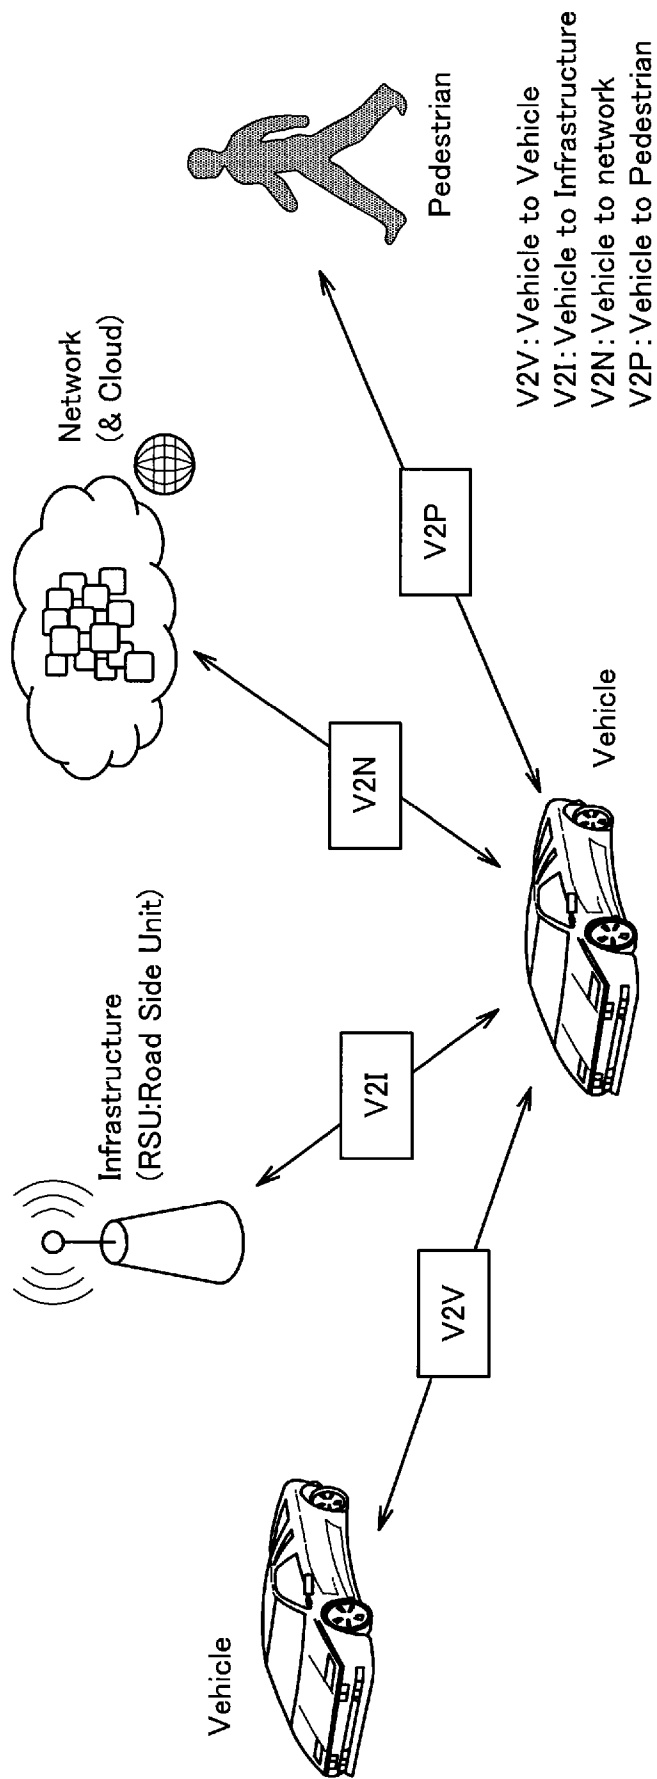 Vehicle
Infrastructure
(RSU:Road Side Unit)
Network
(& Cloud)
Pedestrian
V2V
V2I
V2N
V2P
Vehicle
V2V:Vehicle to Vehicle
V2I:Vehicle to Infrastructure
V2N:Vehicle to network
V2P:Vehicle to Pedestrian